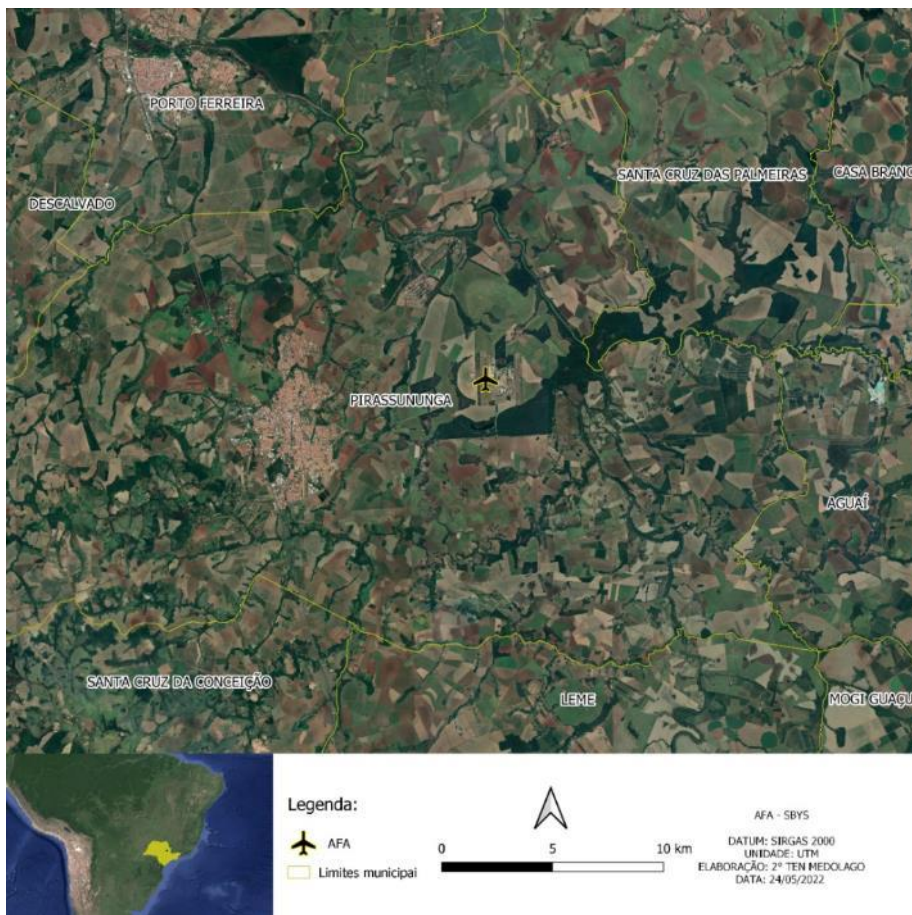 PORTO FERREIRA
SANTA CRUZ DAS PALMEIRAS
CASA BRANC
DESCALVADO
PIRASSUNUNGA
AGUAÍ
SANTA CRUZ DA CONCEIÇÃO
LEME
MOGI GUAÇU
Legenda:
AFA
Limites municipai
0 5 10 km
AFA - SBYS
DATUM: SIRGAS 2000
UNIDADE: UTM
ELABORAÇÃO: 2° TEN MEDOLAGO
DATA: 24/05/2022